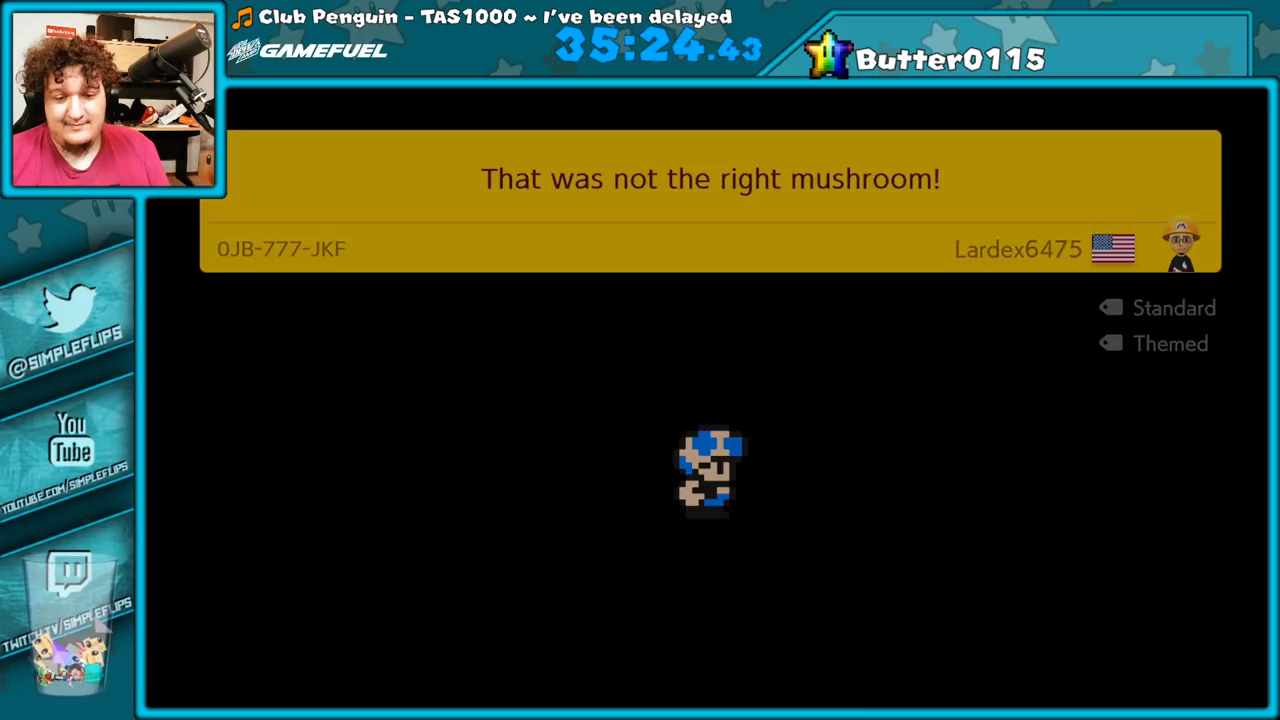 Club Penguin - TAS1000 ~ I've been delayed
GAMEFUEL
35:24.43
Butter0115
That was not the right mushroom!
0JB-777-JKF
Lardex6475
Standard
Themed
@SIMPLEFLIPS
You
Tube
YOUTUBE.COM/SIMPLEFLIPS
TWITCH.TV/SIMPLEFLIPS